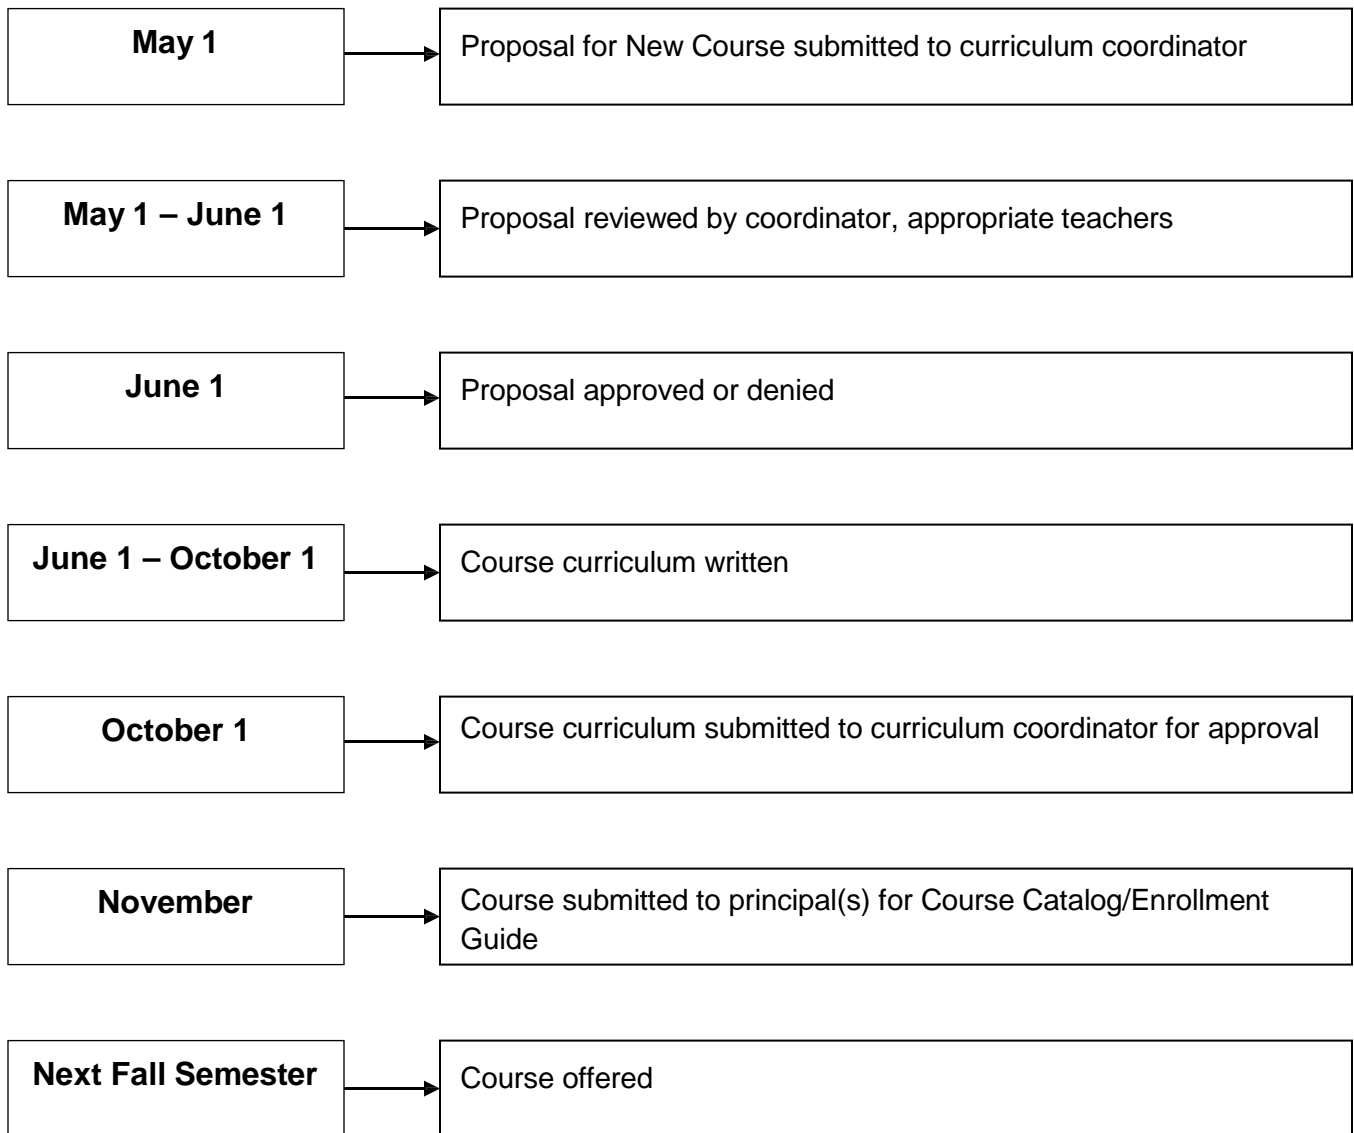 May 1
Proposal for New Course submitted to curriculum coordinator
May 1 – June 1
Proposal reviewed by coordinator, appropriate teachers
June 1
Proposal approved or denied
June 1 – October 1
Course curriculum written
October 1
Course curriculum submitted to curriculum coordinator for approval
November
Course submitted to principal(s) for Course Catalog/Enrollment
Guide
Next Fall Semester
Course offered